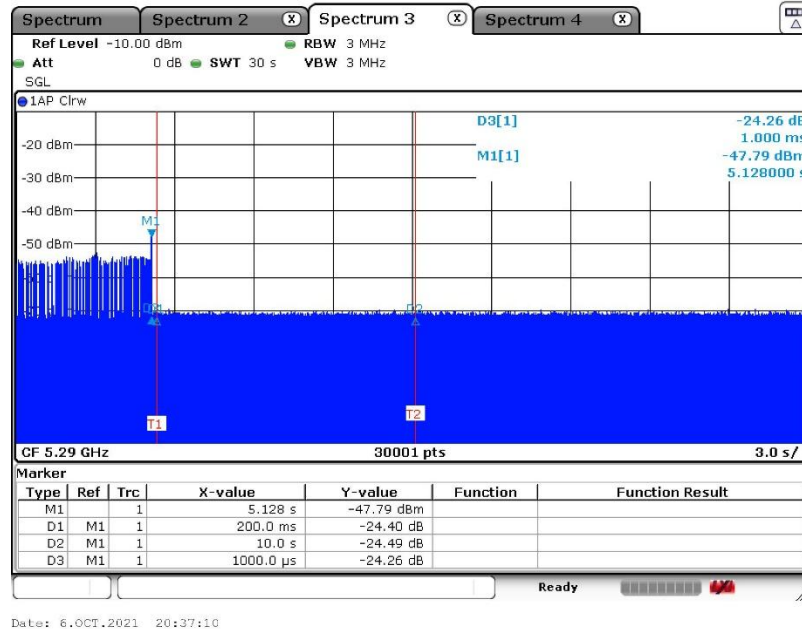 Spectrum Spectrum 2 X Spectrum 3 X Spectrum 4 X
Ref Level -10.00 dBm RBW 3 MHz
Att 0 dB SWT 30 s VBW 3 MHz
SGL
1AP Clrw
D3[1] -24.26 dB
1.000 ms
M1[1] -47.79 dBm
5.128000 s
-20 dBm
-30 dBm
-40 dBm
M1
-50 dBm
D2
T1
T2
CF 5.29 GHz 30001 pts 3.0 s/
Marker
Type Ref Trc X-value Y-value Function Function Result
M1 1 5.128 s -47.79 dBm
D1 M1 1 200.0 ms -24.40 dB
D2 M1 1 10.0 s -24.49 dB
D3 M1 1 1000.0 µs -24.26 dB
Ready
Date: 6.OCT.2021 20:37:10